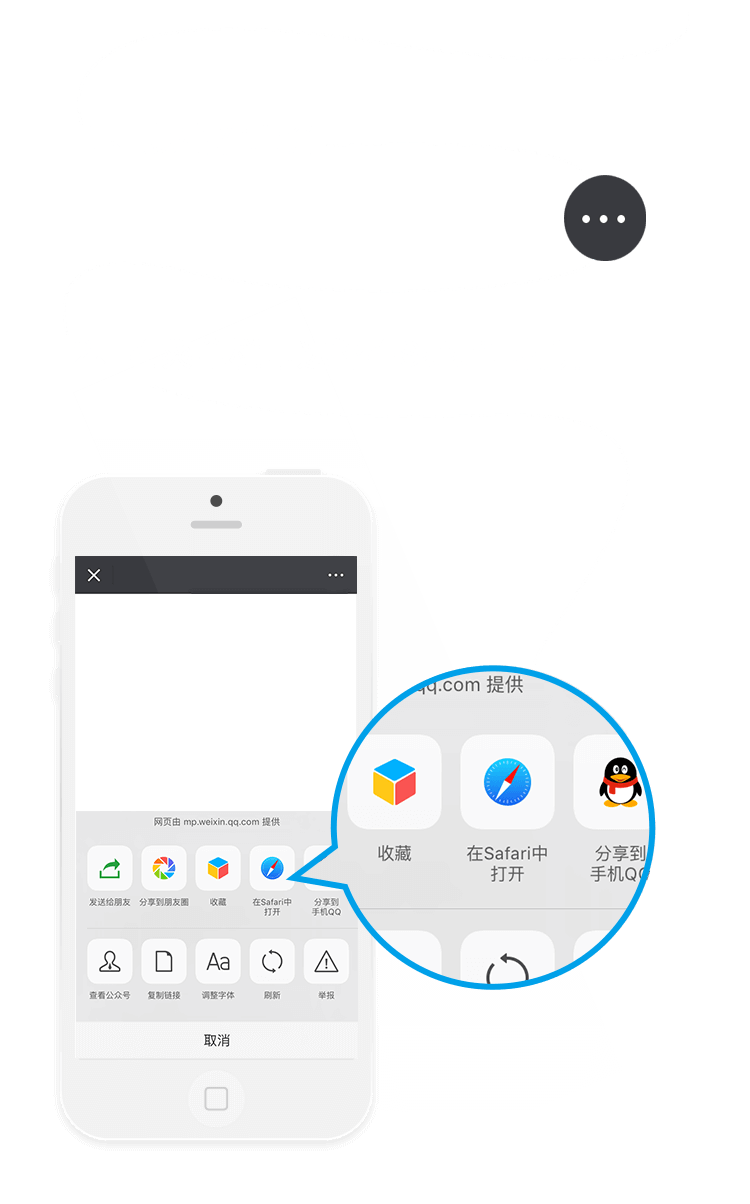 网页由 mp.weixin.qq.com 提供
发送给朋友
分享到朋友圈
收藏
在Safari中
打开
分享到
手机QQ
查看公众号
复制链接
Aa
调整字体
刷新
举报
取消
qq.com 提供
收藏
在Safari中
打开
分享到
手机QQ